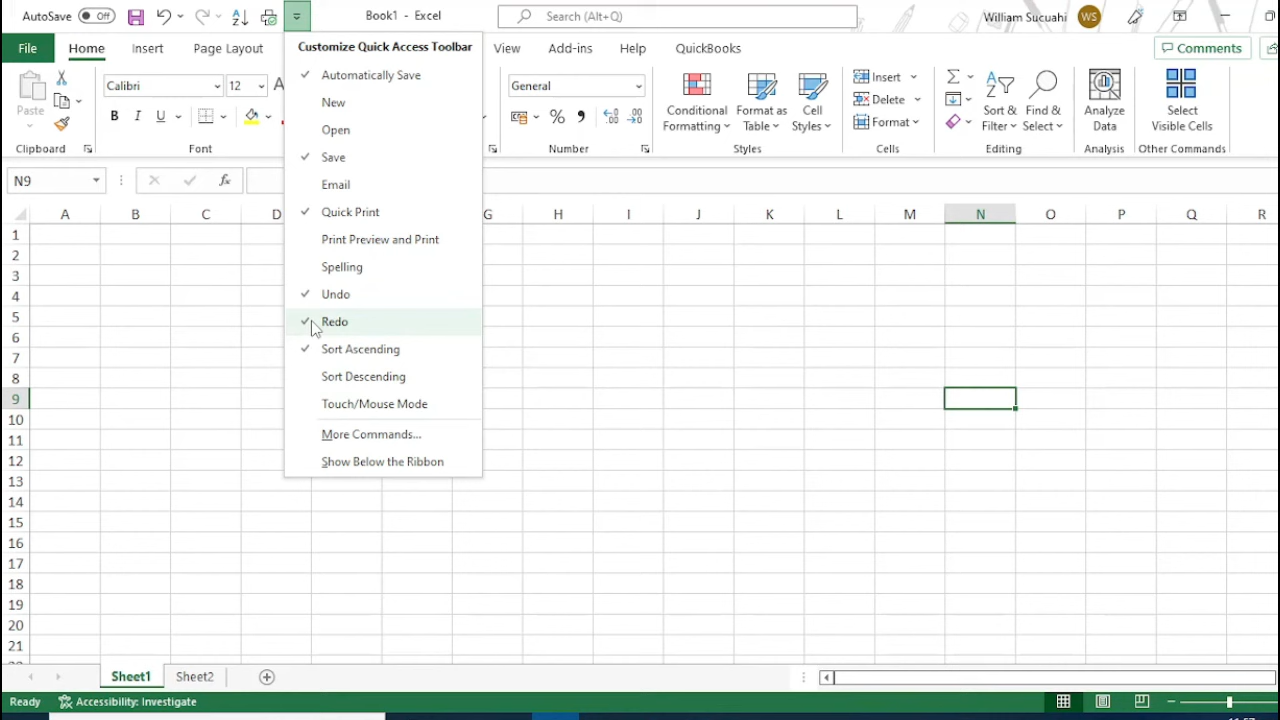 AutoSave Off Book1 - Excel Search (Alt+Q) William Sucuahi WS
File Home Insert Page Layout View Add-ins Help QuickBooks Comments
Customize Quick Access Toolbar
Automatically Save
New
Open
Save
Email
Quick Print
Print Preview and Print
Spelling
Undo
Redo
Sort Ascending
Sort Descending
Touch/Mouse Mode
More Commands...
Show Below the Ribbon
Paste
Clipboard
Calibri 12 A
B I U
Font
General
% 9
Number
Conditional Formatting
Format as Table
Cell Styles
Styles
Insert
Delete
Format
Cells
Sort & Filter
Find & Select
Editing
Analyze Data
Analysis
Select Visible Cells
Other Commands
N9 fx
A B C D G H I J K L M N O P Q R
1
2
3
4
5
6
7
8
9
10
11
12
13
14
15
16
17
18
19
20
21
Sheet1 Sheet2
Ready Accessibility: Investigate